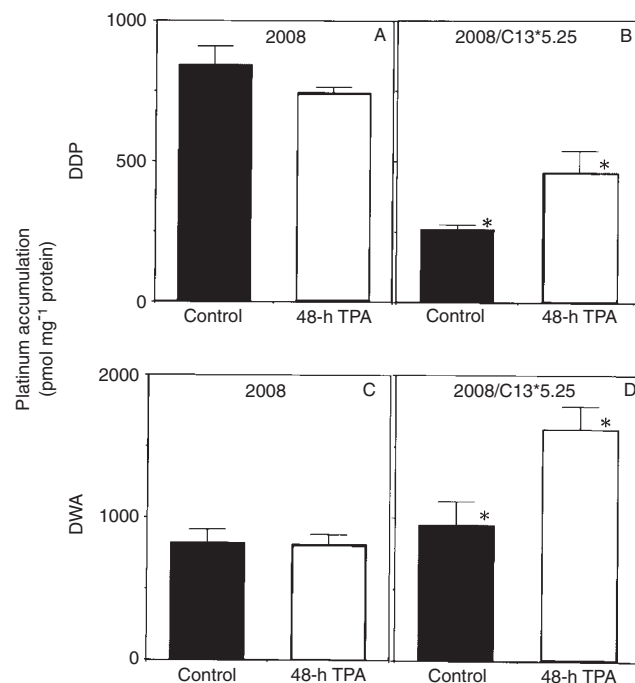 Platinum accumulation
(pmol mg⁻¹ protein)
DDP
1000
500
0
2008 A
2008/C13*5.25 B
*
*
Control 48-h TPA
Control 48-h TPA
DWA
2000
1000
0
2008 C
2008/C13*5.25 D
*
*
Control 48-h TPA
Control 48-h TPA